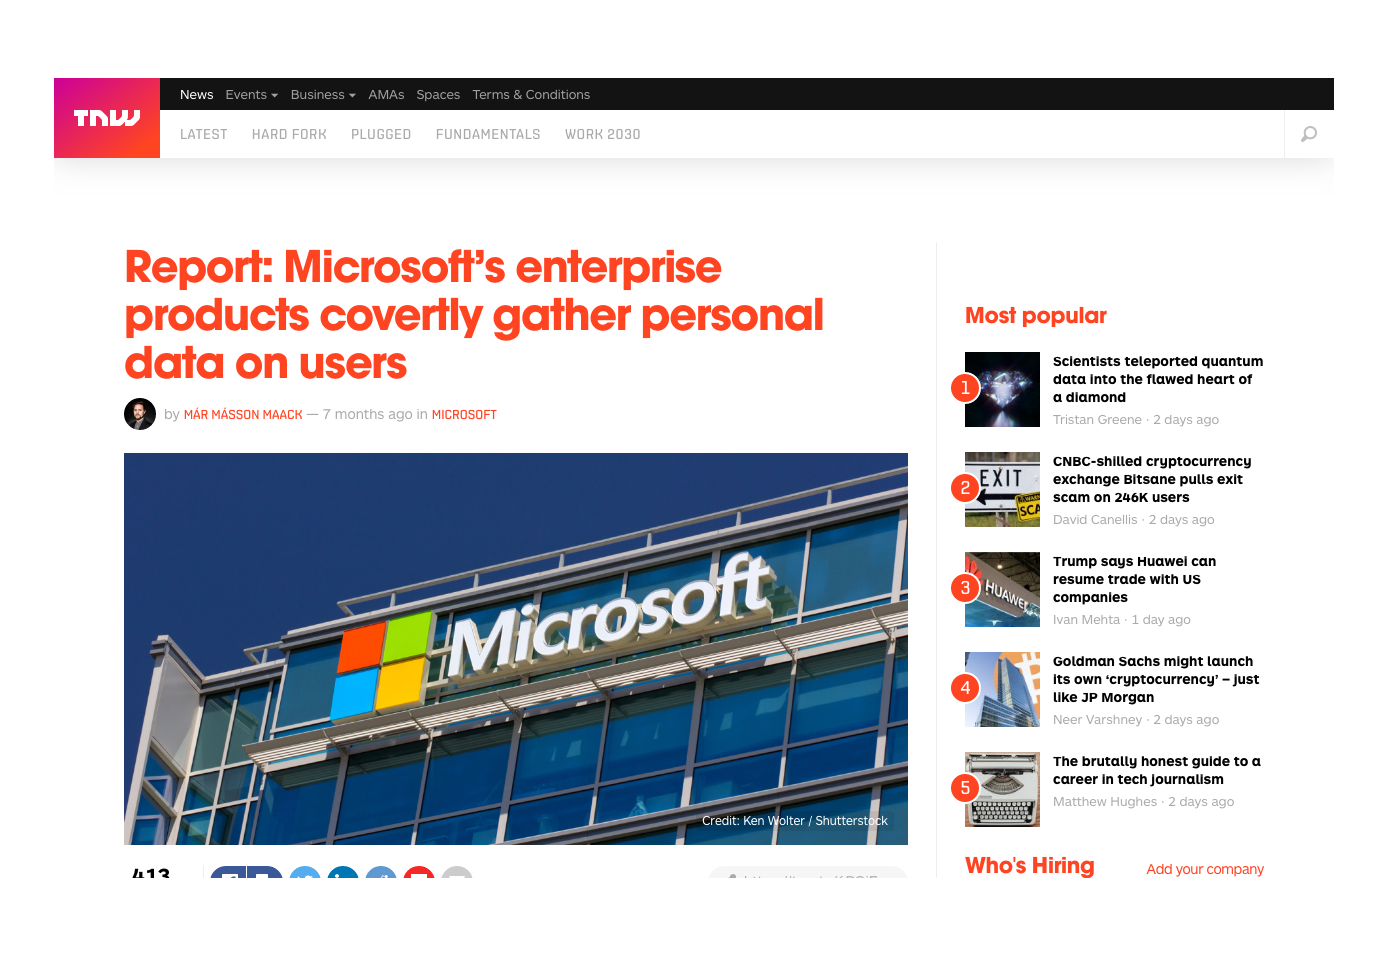 TNW
News Events Business AMAs Spaces Terms & Conditions
LATEST HARD FORK PLUGGED FUNDAMENTALS WORK 2030
Report: Microsoft’s enterprise
products covertly gather personal
data on users
by MÁR MÁSSON MAACK — 7 months ago in MICROSOFT
Microsoft
Credit: Ken Wolter / Shutterstock
413
Most popular
1
Scientists teleported quantum
data into the flawed heart of
a diamond
Tristan Greene · 2 days ago
EXIT
2
CNBC-shilled cryptocurrency
exchange Bitsane pulls exit
scam on 246K users
David Canellis · 2 days ago
3
HUAWEI
Trump says Huawei can
resume trade with US
companies
Ivan Mehta · 1 day ago
4
Goldman Sachs might launch
its own ‘cryptocurrency’ – just
like JP Morgan
Neer Varshney · 2 days ago
5
The brutally honest guide to a
career in tech journalism
Matthew Hughes · 2 days ago
Who's Hiring Add your company